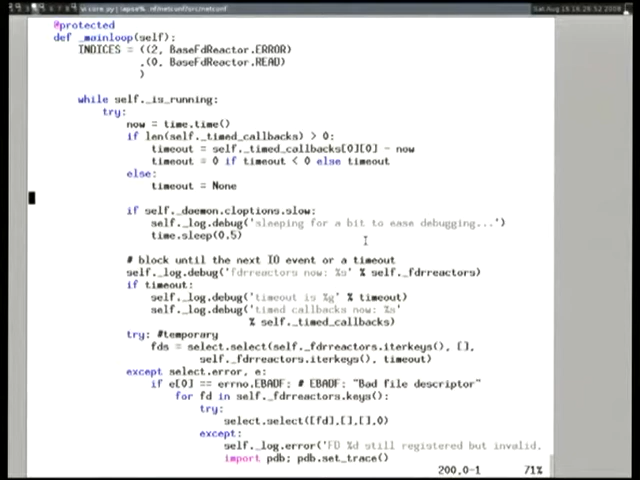 Sat Aug 16 16:28:52 2008
@protected
def _mainloop(self):
INDICES = ((2, BaseFdReactor.ERROR)
,(0, BaseFdReactor.READ)
)
while self._is_running:
try:
now = time.time()
if len(self._timed_callbacks) > 0:
timeout = self._timed_callbacks[0][0] - now
timeout = 0 if timeout < 0 else timeout
else:
timeout = None
if self._daemon.cloptions.slow:
self._log.debug('sleeping for a bit to ease debugging...')
time.sleep(0.5)
# block until the next IO event or a timeout
self._log.debug('fdrreactors now: %s' % self._fdrreactors)
if timeout:
self._log.debug('timeout is %g' % timeout)
self._log.debug('timed callbacks now: %s'
% self._timed_callbacks)
try: #temporary
fds = select.select(self._fdrreactors.iterkeys(), [],
self._fdrreactors.iterkeys(), timeout)
except select.error, e:
if e[0] == errno.EBADF: # EBADF: "Bad file descriptor"
for fd in self._fdrreactors.keys():
try:
select.select([fd],[],[],0)
except:
self._log.error('FD %d still registered but invalid.
import pdb; pdb.set_trace()
200,0-1 71%